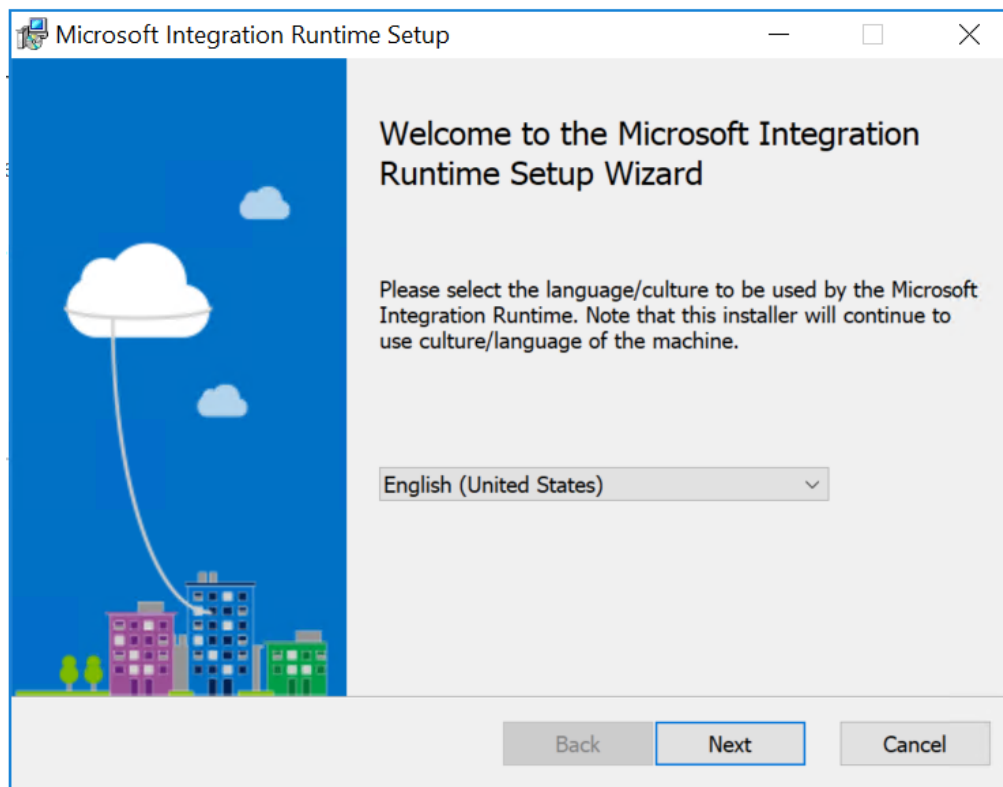 Microsoft Integration Runtime Setup
Welcome to the Microsoft Integration
Runtime Setup Wizard
Please select the language/culture to be used by the Microsoft
Integration Runtime. Note that this installer will continue to
use culture/language of the machine.
English (United States)
Back
Next
Cancel